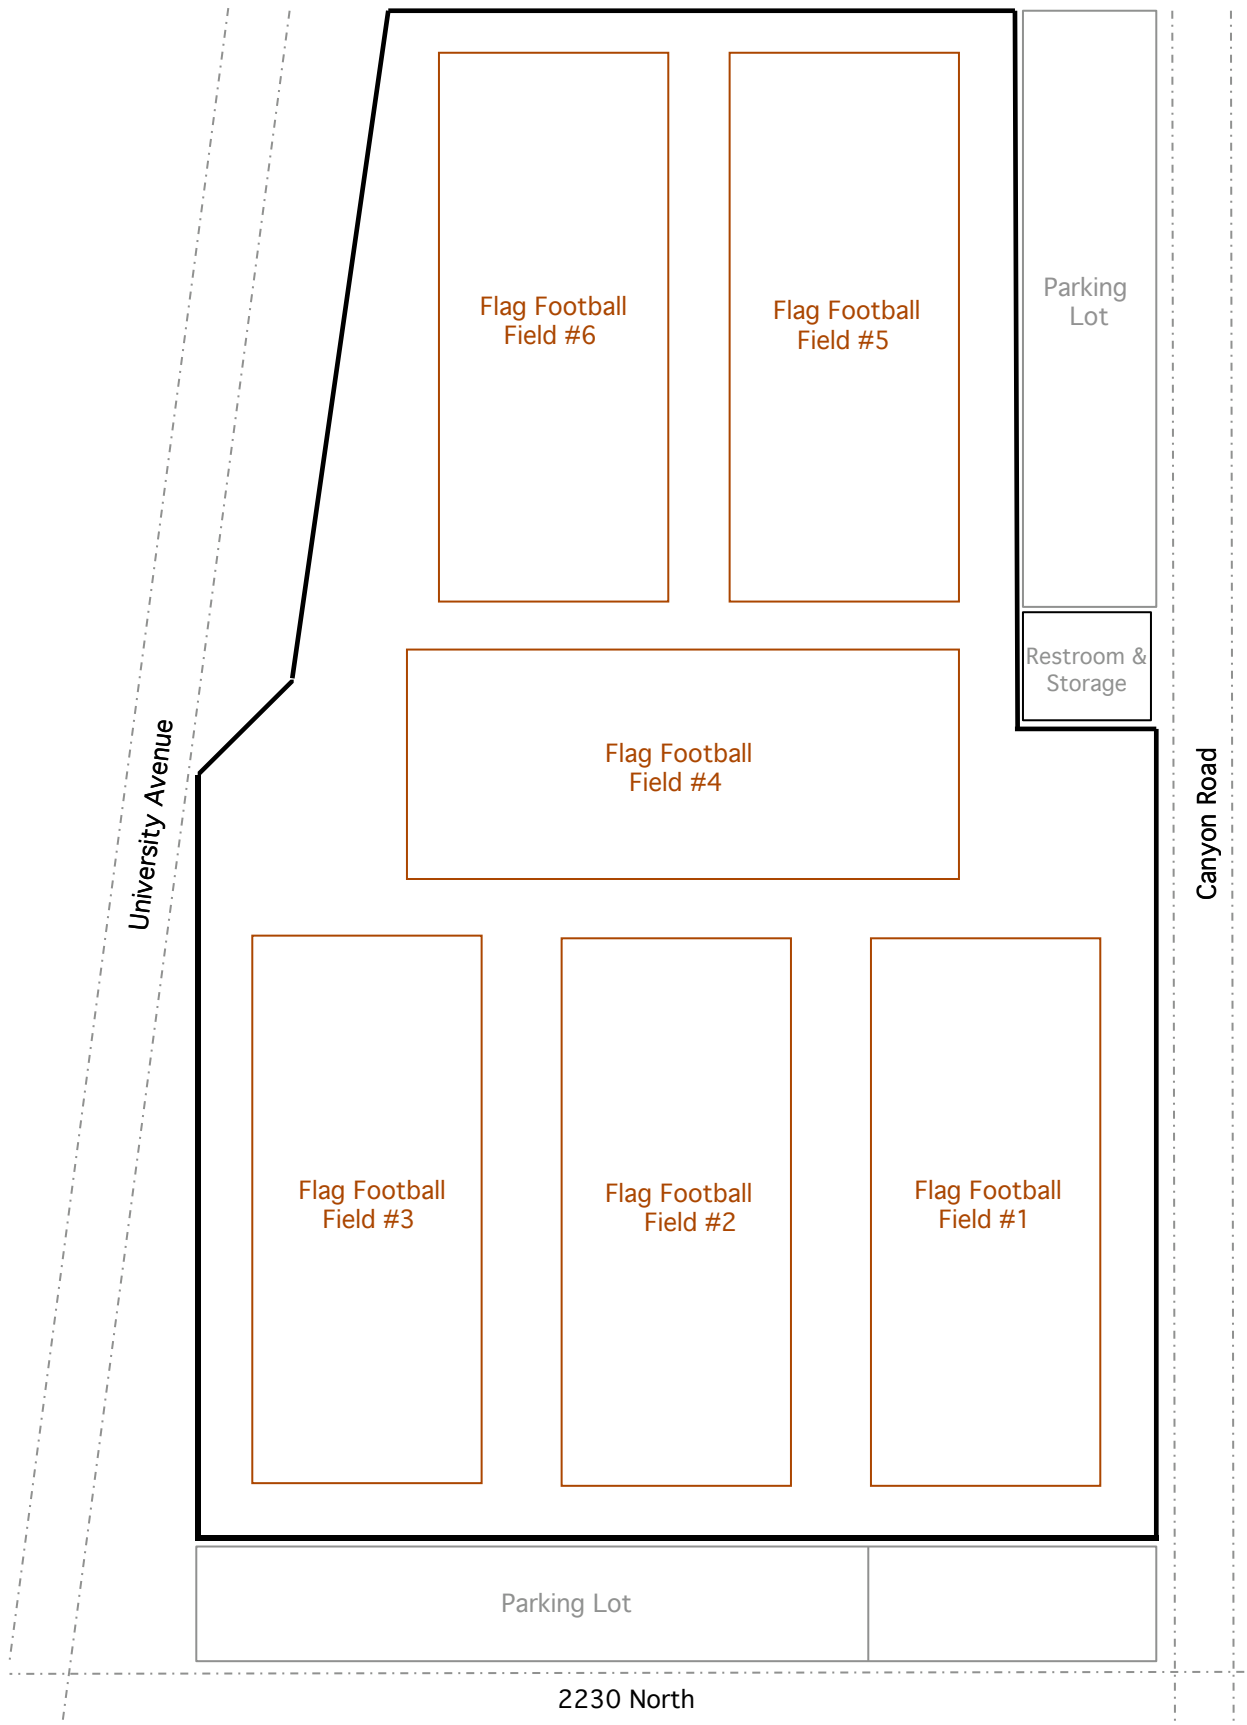 Flag Football
Field #6
Flag Football
Field #5
Parking
Lot
Restroom &
Storage
Flag Football
Field #4
University Avenue
Canyon Road
Flag Football
Field #3
Flag Football
Field #2
Flag Football
Field #1
Parking Lot
2230 North